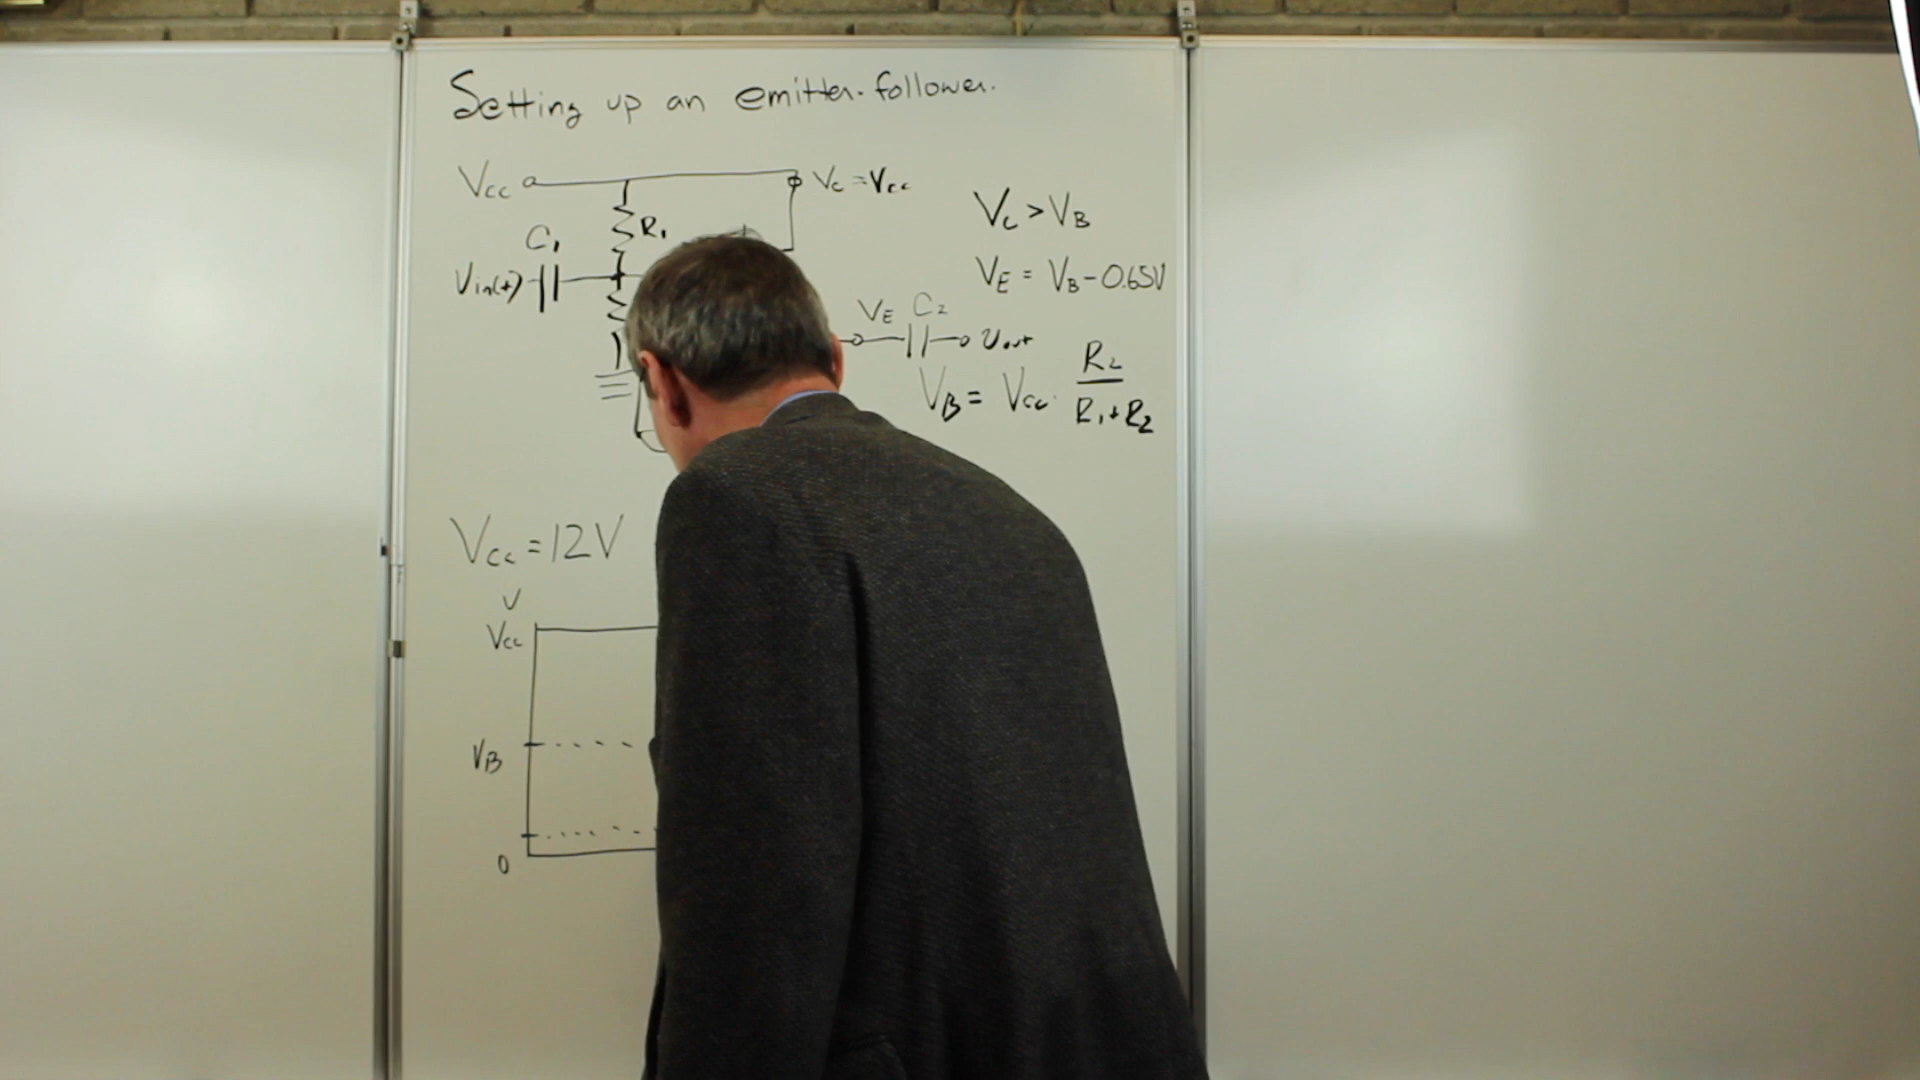 Setting up an emitter-follower.
Vcc Vc = Vcc
R1
C1
Vin(t)
Vc > VB
VE = VB - 0.65V
VE C2
Vout
VB = Vcc · R2 / R1 + R2
Vcc = 12V
V
Vcc
VB
0